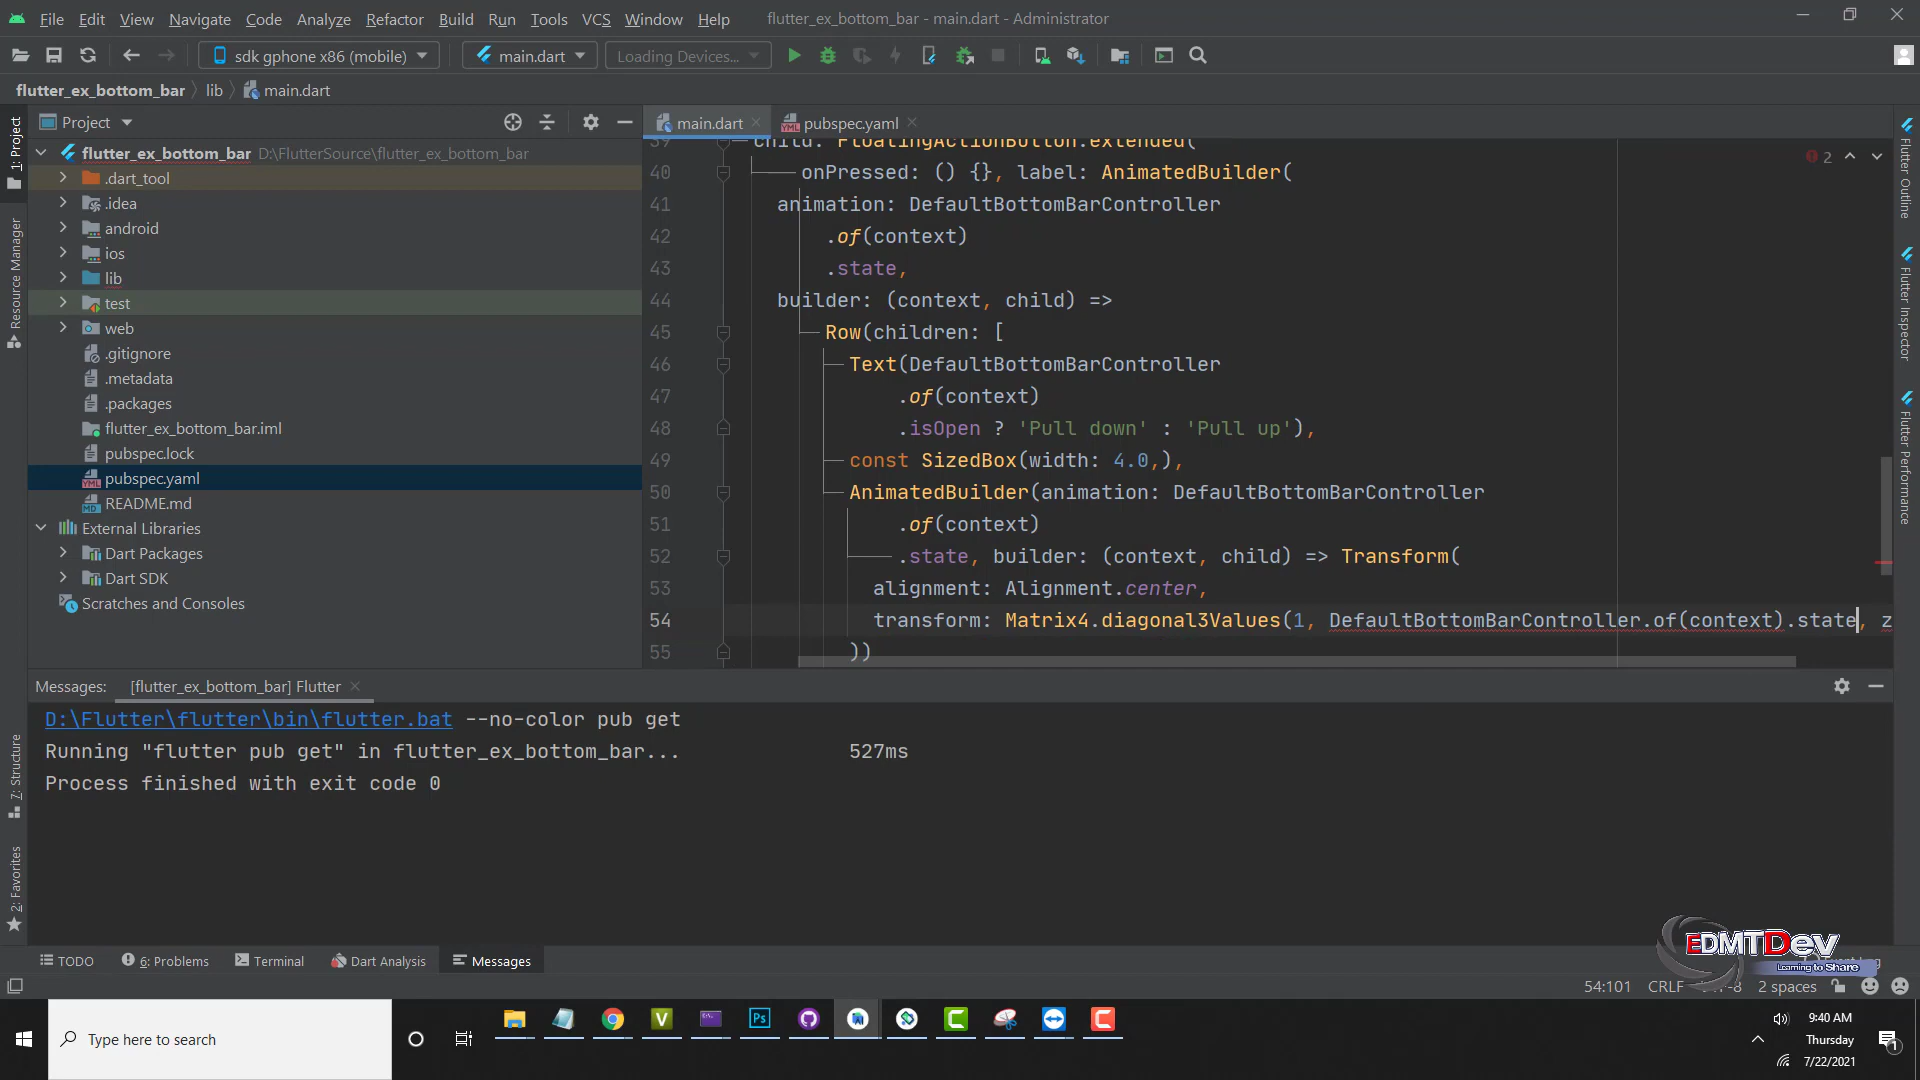 File Edit View Navigate Code Analyze Refactor Build Run Tools VCS Window Help flutter_ex_bottom_bar - main.dart - Administrator
sdk gphone x86 (mobile) main.dart Loading Devices...
flutter_ex_bottom_bar lib main.dart
Project
main.dart
pubspec.yaml
1: Project
Resource Manager
7: Structure
2: Favorites
flutter_ex_bottom_bar D:\FlutterSource\flutter_ex_bottom_bar
.dart_tool
.idea
android
ios
lib
test
web
.gitignore
.metadata
.packages
flutter_ex_bottom_bar.iml
pubspec.lock
pubspec.yaml
README.md
External Libraries
Dart Packages
Dart SDK
Scratches and Consoles
39 child: FloatingActionButton.extended(
40 onPressed: () {}, label: AnimatedBuilder(
41 animation: DefaultBottomBarController
42 .of(context)
43 .state,
44 builder: (context, child) =>
45 Row(children: [
46 Text(DefaultBottomBarController
47 .of(context)
48 .isOpen ? 'Pull down' : 'Pull up'),
49 const SizedBox(width: 4.0,),
50 AnimatedBuilder(animation: DefaultBottomBarController
51 .of(context)
52 .state, builder: (context, child) => Transform(
53 alignment: Alignment.center,
54 transform: Matrix4.diagonal3Values(1, DefaultBottomBarController.of(context).state, z
55 ))
2
Flutter Outline
Flutter Inspector
Flutter Performance
Messages: [flutter_ex_bottom_bar] Flutter
D:\Flutter\flutter\bin\flutter.bat --no-color pub get
Running "flutter pub get" in flutter_ex_bottom_bar... 527ms
Process finished with exit code 0
TODO 6: Problems Terminal Dart Analysis Messages
EDMTDev
Learning to Share
54:101 CRLF 2 spaces
Type here to search
9:40 AM
Thursday
7/22/2021
1